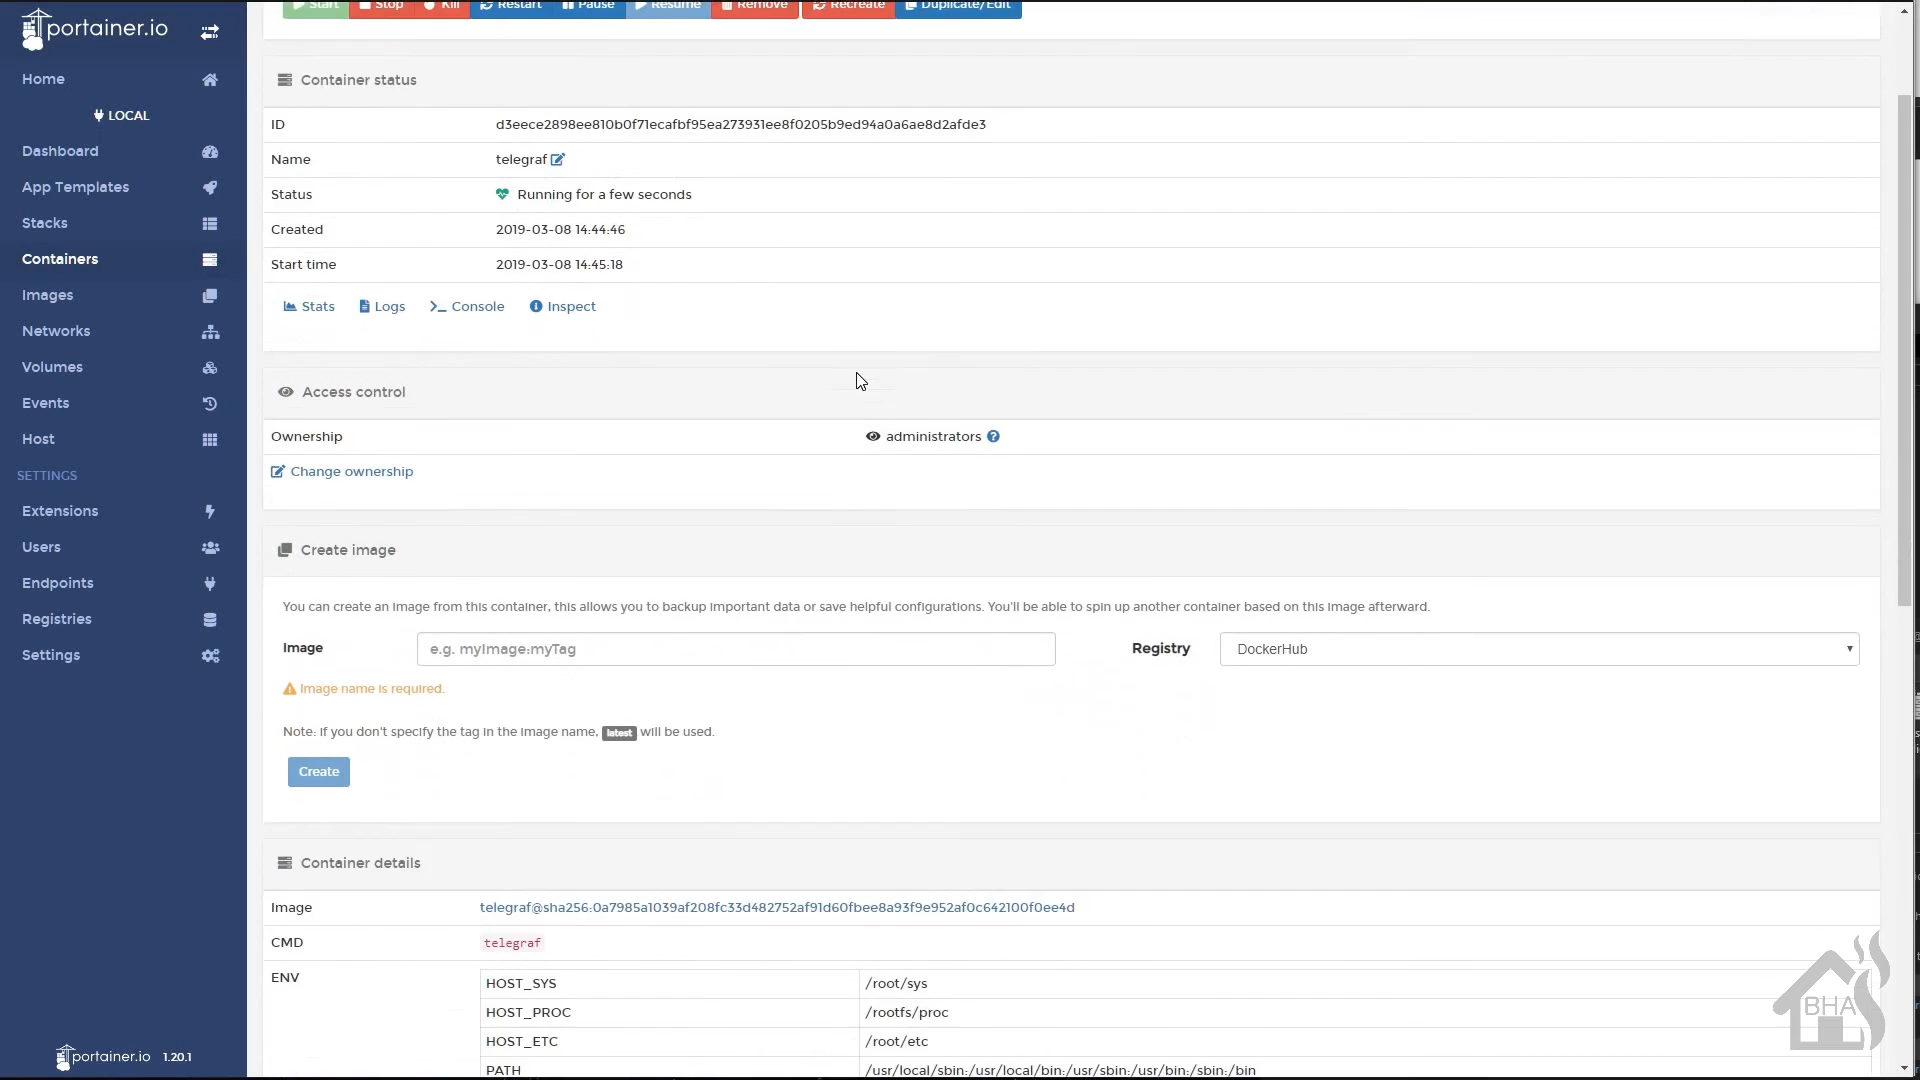 Start Stop Kill Restart Pause Resume Remove Recreate Duplicate/Edit
portainer.io
Home
LOCAL
Dashboard
App Templates
Stacks
Containers
Images
Networks
Volumes
Events
Host
SETTINGS
Extensions
Users
Endpoints
Registries
Settings
portainer.io 1.20.1
Container status
ID d3eece2898ee810b0f71ecafbf95ea273931ee8f0205b9ed94a0a6ae8d2afde3
Name telegraf
Status Running for a few seconds
Created 2019-03-08 14:44:46
Start time 2019-03-08 14:45:18
Stats Logs >_ Console Inspect
Access control
Ownership administrators
Change ownership
Create image
You can create an image from this container, this allows you to backup important data or save helpful configurations. You'll be able to spin up another container based on this image afterward.
Image e.g. myImage:myTag Registry DockerHub
Image name is required.
Note: if you don't specify the tag in the image name, latest will be used.
Create
Container details
Image telegraf@sha256:0a7985a1039af208fc33d482752af91d60fbee8a93f9e952af0c642100f0ee4d
CMD telegraf
ENV HOST_SYS /root/sys
HOST_PROC /rootfs/proc
HOST_ETC /root/etc
PATH /usr/local/sbin:/usr/local/bin:/usr/sbin:/usr/bin:/sbin:/bin
BHA